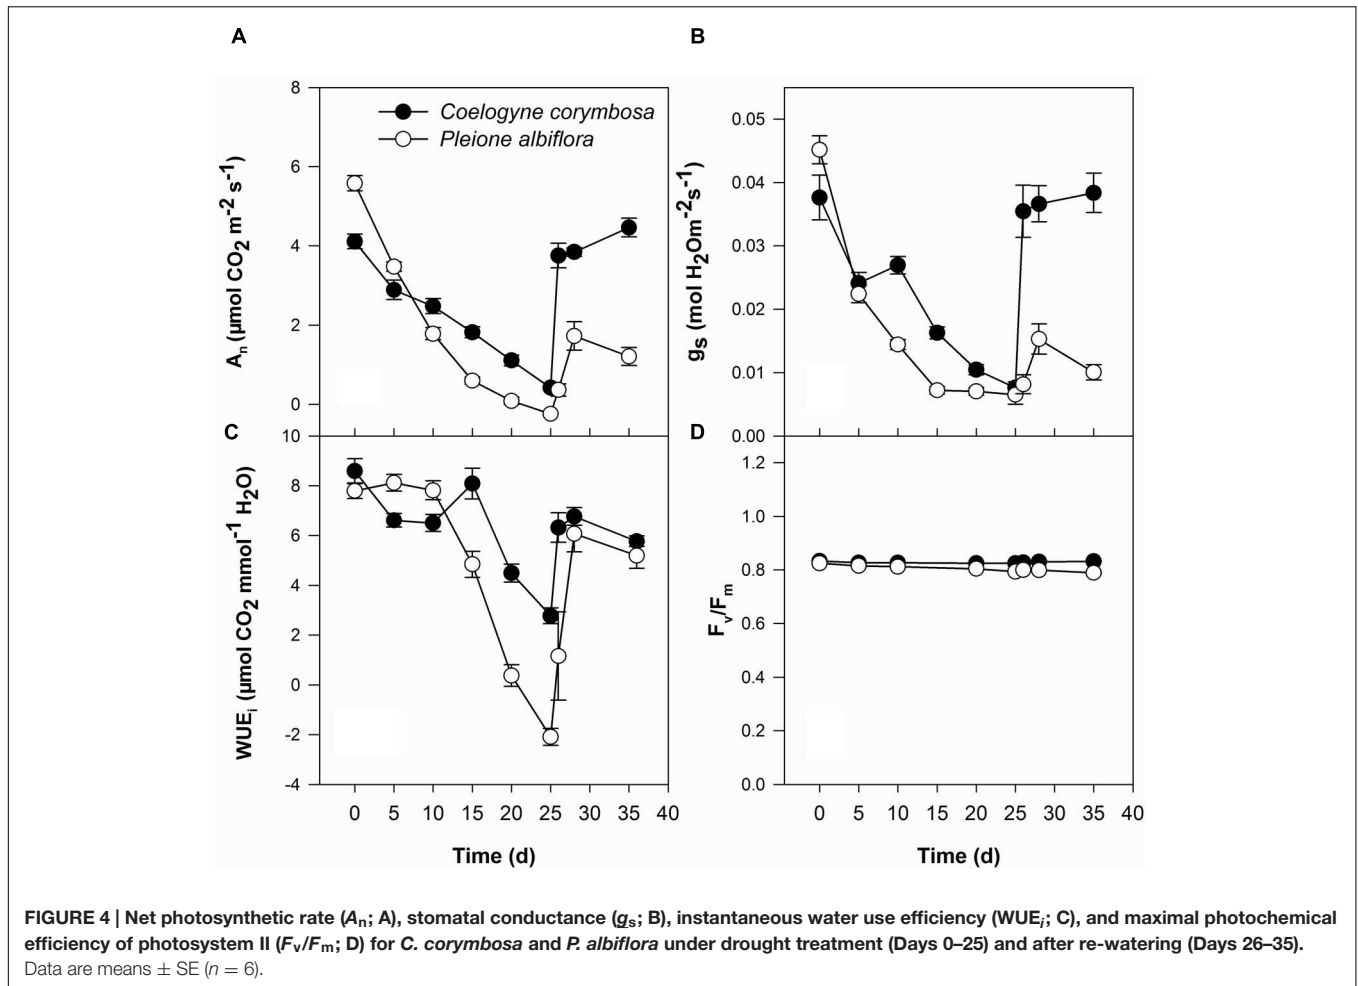 A
B
8
6
4
2
0
Coelogyne corymbosa
Pleione albiflora
An (µmol CO2 m-2 s-1)
0.05
0.04
0.03
0.02
0.01
0.00
gs (mol H2Om-2s-1)
C
D
10
8
6
4
2
0
-2
-4
WUEi (µmol CO2 mmol-1 H2O)
0 5 10 15 20 25 30 35 40
Time (d)
1.2
1.0
0.8
0.6
0.4
0.2
0.0
Fv/Fm
0 5 10 15 20 25 30 35 40
Time (d)
FIGURE 4 | Net photosynthetic rate (An; A), stomatal conductance (gs; B), instantaneous water use efficiency (WUEi; C), and maximal photochemical
efficiency of photosystem II (Fv/Fm; D) for C. corymbosa and P. albiflora under drought treatment (Days 0–25) and after re-watering (Days 26–35).
Data are means ± SE (n = 6).